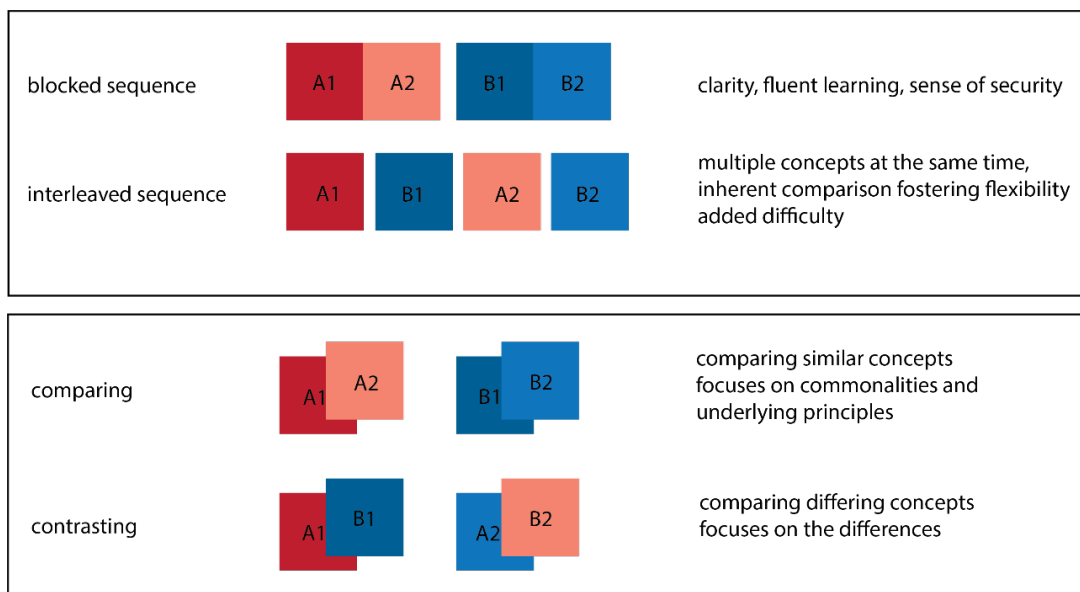 blocked sequence A1 A2 B1 B2 clarity, fluent learning, sense of security
interleaved sequence A1 B1 A2 B2 multiple concepts at the same time,
inherent comparison fostering flexibility
added difficulty
comparing A1 A2 B1 B2 comparing similar concepts
focuses on commonalities and
underlying principles
contrasting A1 B1 A2 B2 comparing differing concepts
focuses on the differences